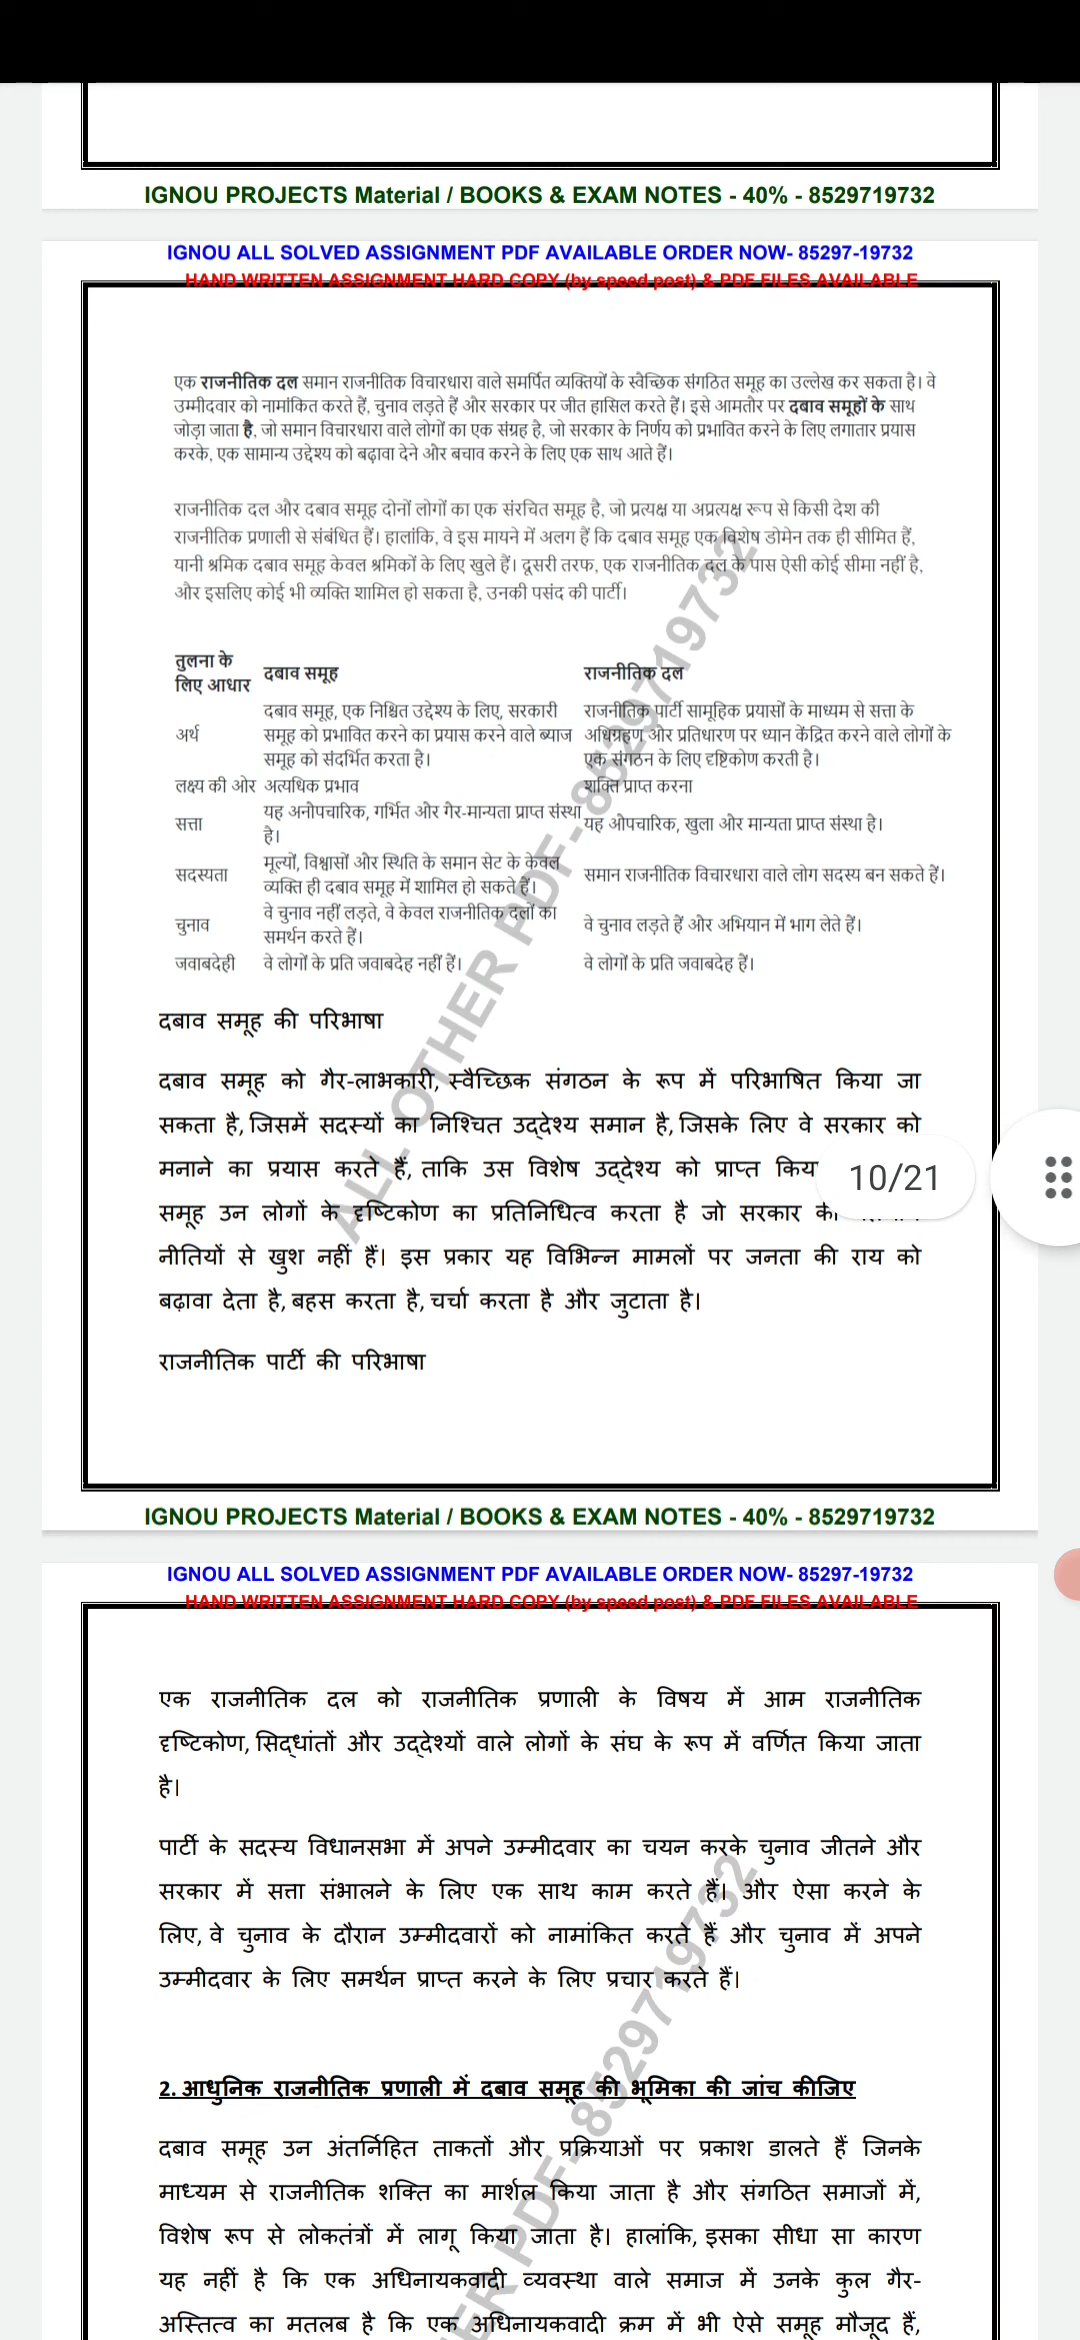 IGNOU PROJECTS Material / BOOKS & EXAM NOTES - 40% - 8529719732
IGNOU ALL SOLVED ASSIGNMENT PDF AVAILABLE ORDER NOW- 85297-19732
HAND WRITTEN ASSIGNMENT HARD COPY (by speed post) & PDF FILES AVAILABLE
एक राजनीतिक दल समान राजनीतिक विचारधारा वाले समर्पित व्यक्तियों के स्वैच्छिक संगठित समूह का उल्लेख कर सकता है। वे
उम्मीदवार को नामांकित करते हैं, चुनाव लड़ते हैं और सरकार पर जीत हासिल करते हैं। इसे आमतौर पर दबाव समूहों के साथ
जोड़ा जाता है, जो समान विचारधारा वाले लोगों का एक संग्रह है, जो सरकार के निर्णय को प्रभावित करने के लिए लगातार प्रयास
करके, एक सामान्य उद्देश्य को बढ़ावा देने और बचाव करने के लिए एक साथ आते हैं।
राजनीतिक दल और दबाव समूह दोनों लोगों का एक संरचित समूह है, जो प्रत्यक्ष या अप्रत्यक्ष रूप से किसी देश की
राजनीतिक प्रणाली से संबंधित हैं। हालांकि, वे इस मायने में अलग हैं कि दबाव समूह एक विशेष डोमेन तक ही सीमित हैं,
यानी श्रमिक दबाव समूह केवल श्रमिकों के लिए खुले हैं। दूसरी तरफ, एक राजनीतिक दल के पास ऐसी कोई सीमा नहीं है,
और इसलिए कोई भी व्यक्ति शामिल हो सकता है, उनकी पसंद की पार्टी।
तुलना के
लिए आधार
दबाव समूह
राजनीतिक दल
अर्थ
दबाव समूह, एक निश्चित उद्देश्य के लिए, सरकारी
समूह को प्रभावित करने का प्रयास करने वाले ब्याज
समूह को संदर्भित करता है।
राजनीतिक पार्टी सामूहिक प्रयासों के माध्यम से सत्ता के
अधिग्रहण और प्रतिधारण पर ध्यान केंद्रित करने वाले लोगों के
एक संगठन के लिए दृष्टिकोण करती है।
लक्ष्य की ओर अत्यधिक प्रभाव
शक्ति प्राप्त करना
सत्ता
यह अनौपचारिक, गर्भित और गैर-मान्यता प्राप्त संस्था
है।
यह औपचारिक, खुला और मान्यता प्राप्त संस्था है।
सदस्यता
मूल्यों, विश्वासों और स्थिति के समान सेट के केवल
व्यक्ति ही दबाव समूह में शामिल हो सकते हैं।
समान राजनीतिक विचारधारा वाले लोग सदस्य बन सकते हैं।
चुनाव
वे चुनाव नहीं लड़ते, वे केवल राजनीतिक दलों का
समर्थन करते हैं।
वे चुनाव लड़ते हैं और अभियान में भाग लेते हैं।
जवाबदेही
वे लोगों के प्रति जवाबदेह नहीं हैं।
वे लोगों के प्रति जवाबदेह हैं।
ALL OTHER PDF- 8529719732
दबाव समूह की परिभाषा
दबाव समूह को गैर-लाभकारी, स्वैच्छिक संगठन के रूप में परिभाषित किया जा
सकता है, जिसमें सदस्यों का निश्चित उद्देश्य समान है, जिसके लिए वे सरकार को
मनाने का प्रयास करते हैं, ताकि उस विशेष उद्देश्य को प्राप्त किय
10/21
समूह उन लोगों के दृष्टिकोण का प्रतिनिधित्व करता है जो सरकार की
नीतियों से खुश नहीं हैं। इस प्रकार यह विभिन्न मामलों पर जनता की राय को
बढ़ावा देता है, बहस करता है, चर्चा करता है और जुटाता है।
राजनीतिक पार्टी की परिभाषा
IGNOU PROJECTS Material / BOOKS & EXAM NOTES - 40% - 8529719732
IGNOU ALL SOLVED ASSIGNMENT PDF AVAILABLE ORDER NOW- 85297-19732
HAND WRITTEN ASSIGNMENT HARD COPY (by speed post) & PDF FILES AVAILABLE
एक राजनीतिक दल को राजनीतिक प्रणाली के विषय में आम राजनीतिक
दृष्टिकोण, सिद्धांतों और उद्देश्यों वाले लोगों के संघ के रूप में वर्णित किया जाता
है।
पार्टी के सदस्य विधानसभा में अपने उम्मीदवार का चयन करके चुनाव जीतने और
सरकार में सत्ता संभालने के लिए एक साथ काम करते हैं। और ऐसा करने के
लिए, वे चुनाव के दौरान उम्मीदवारों को नामांकित करते हैं और चुनाव में अपने
उम्मीदवार के लिए समर्थन प्राप्त करने के लिए प्रचार करते हैं।
2. आधुनिक राजनीतिक प्रणाली में दबाव समूह की भूमिका की जांच कीजिए
दबाव समूह उन अंतर्निहित ताकतों और प्रक्रियाओं पर प्रकाश डालते हैं जिनके
माध्यम से राजनीतिक शक्ति का मार्शल किया जाता है और संगठित समाजों में,
विशेष रूप से लोकतंत्रों में लागू किया जाता है। हालांकि, इसका सीधा सा कारण
यह नहीं है कि एक अधिनायकवादी व्यवस्था वाले समाज में उनके कुल गैर-
अस्तित्व का मतलब है कि एक अधिनायकवादी क्रम में भी ऐसे समूह मौजूद हैं,
ER PDF- 8529719732